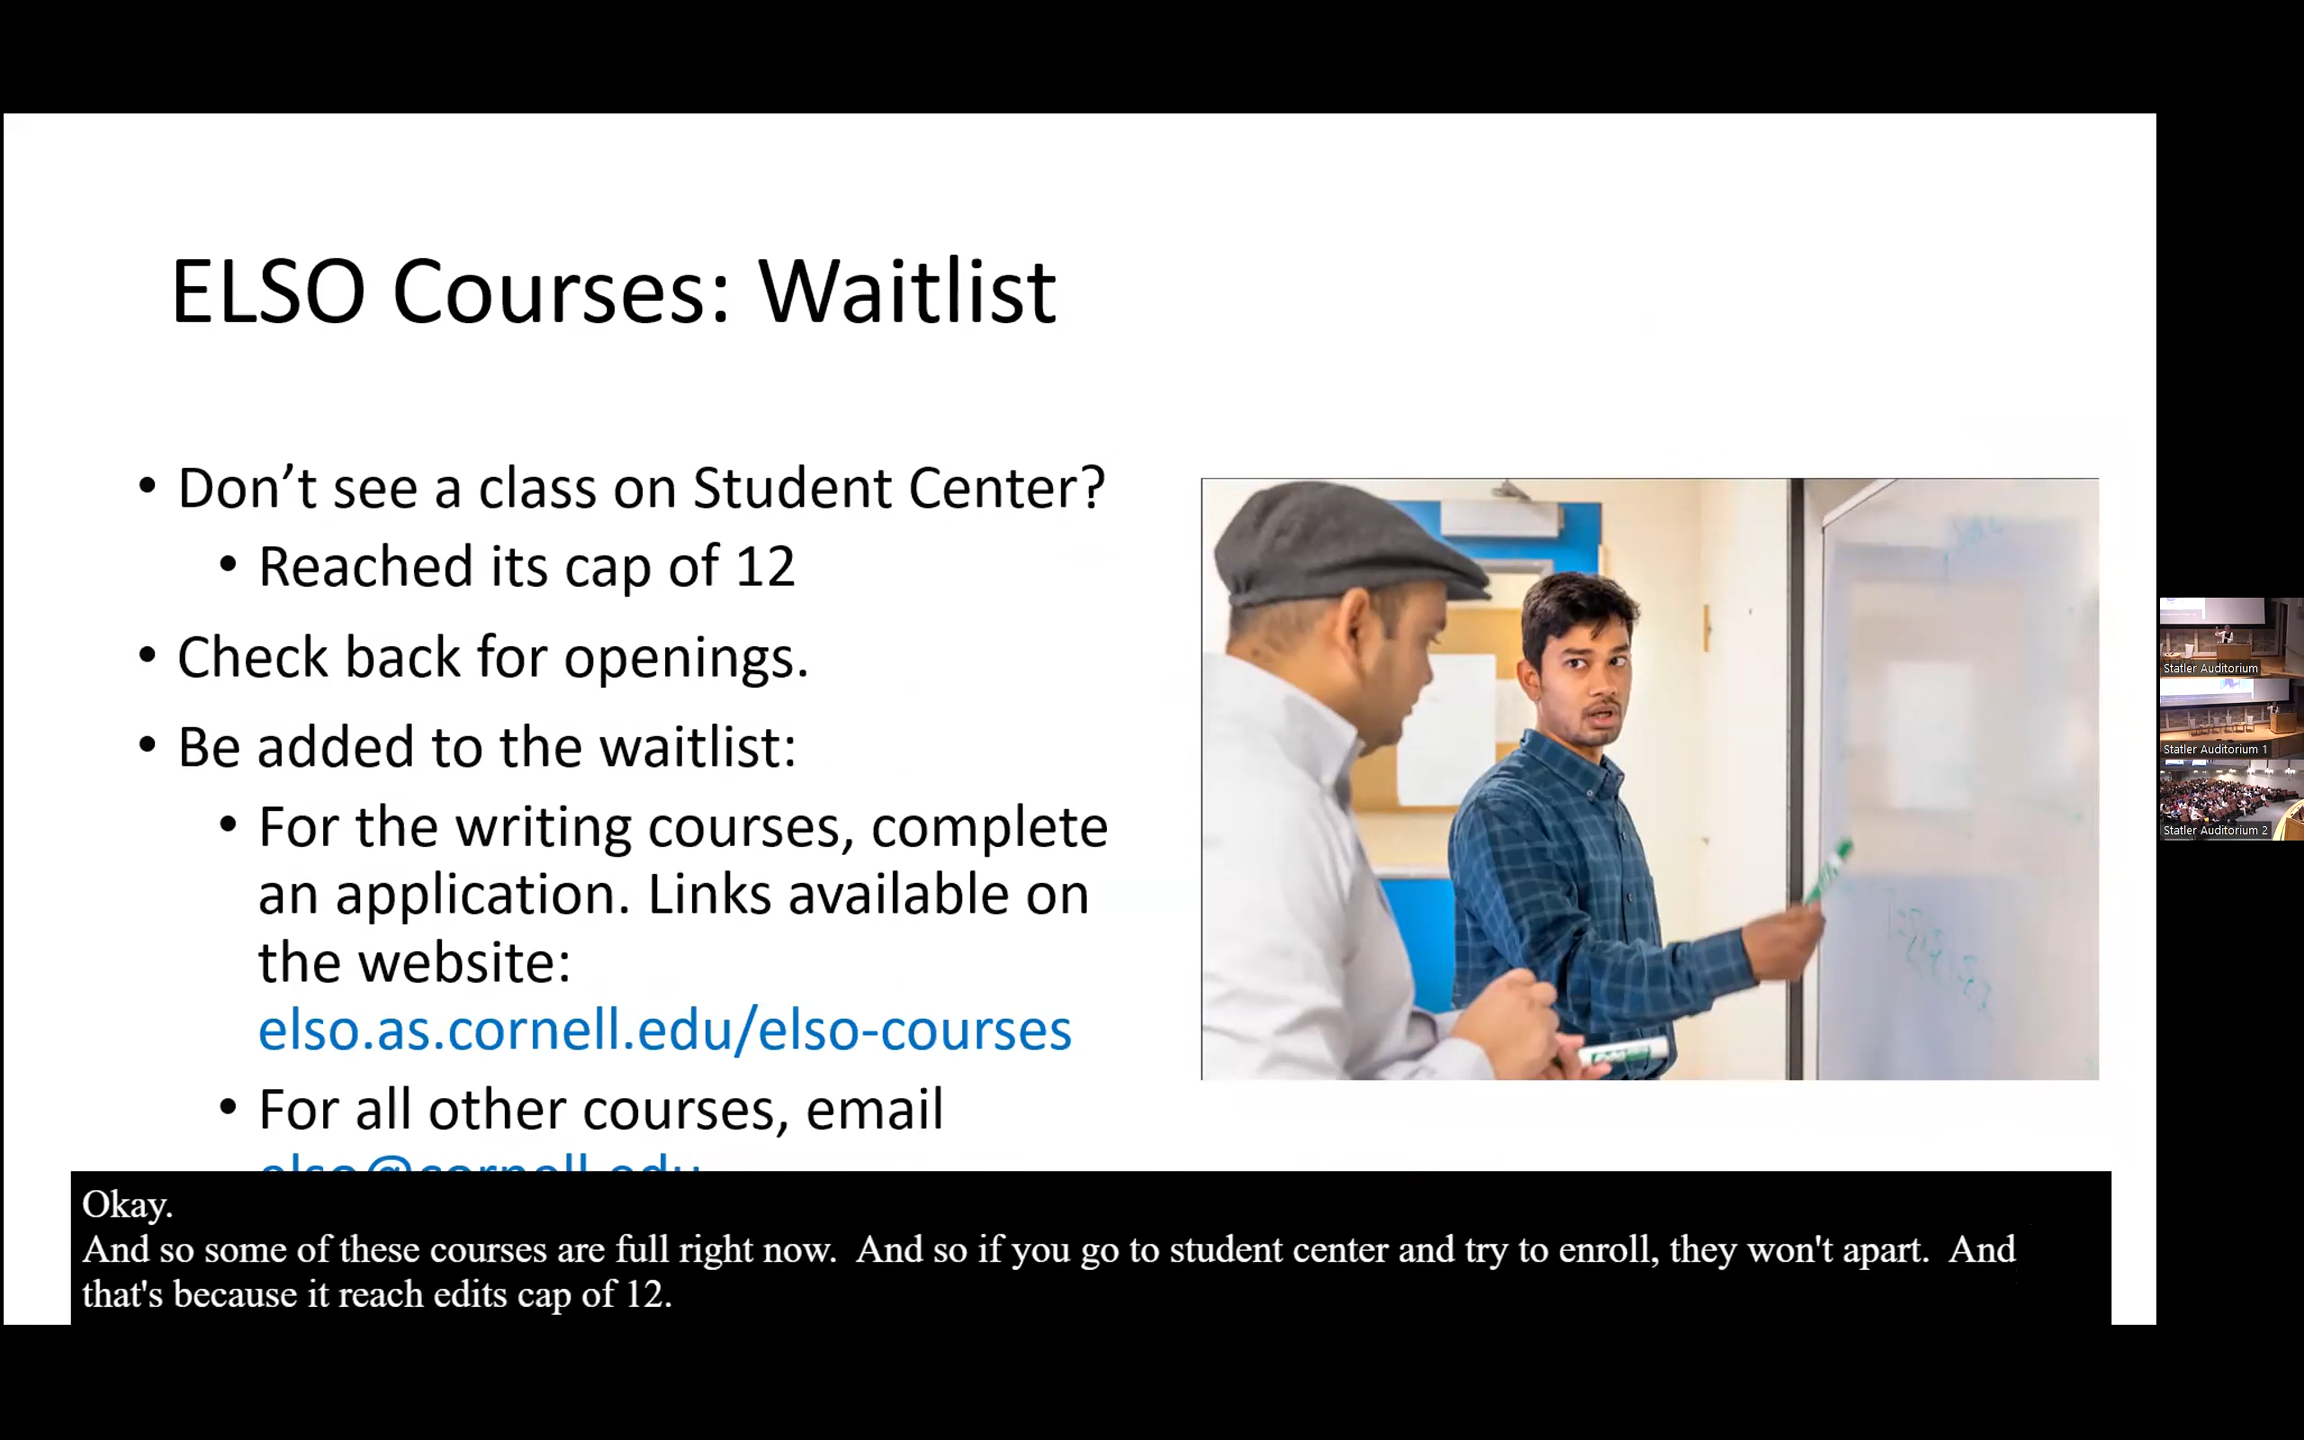 ELSO Courses: Waitlist
• Don’t see a class on Student Center?
• Reached its cap of 12
• Check back for openings.
• Be added to the waitlist:
• For the writing courses, complete
an application. Links available on
the website:
elso.as.cornell.edu/elso-courses
• For all other courses, email
elso@cornell.edu
Okay.
And so some of these courses are full right now.  And so if you go to student center and try to enroll, they won't apart.  And
that's because it reach edits cap of 12.
Statler Auditorium
Statler Auditorium 1
Statler Auditorium 2